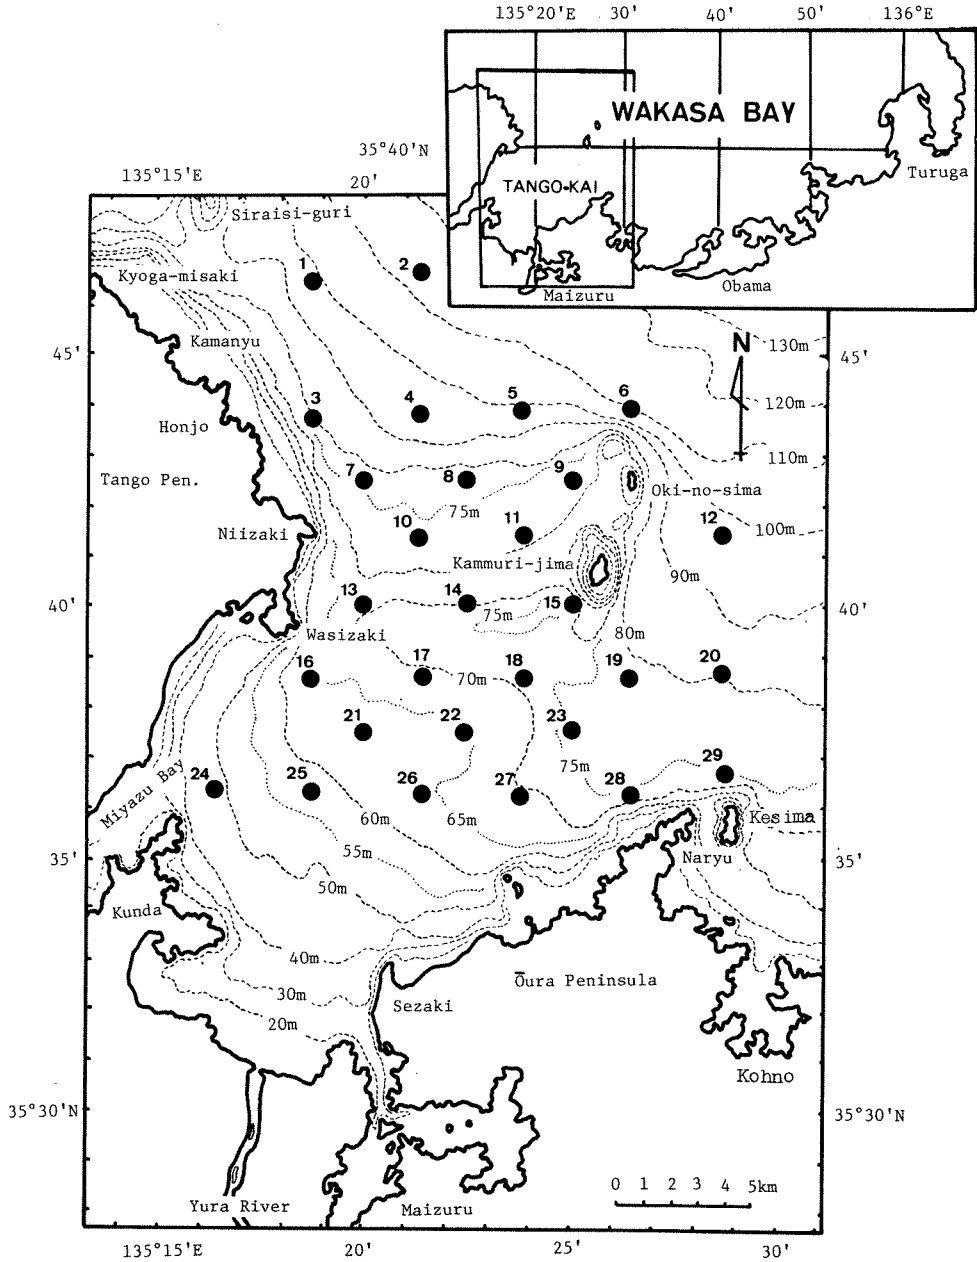 135°20'E 30' 40' 50' 136°E
WAKASA BAY
35°40'N
135°15'E
20'
TANGO-KAI
Turuga
Siraisi-guri
Obama
Maizuru
1
2
Kyoga-misaki
Kamanyu
130m
N
45'
45'
3
4
5
6
120m
Honjo
110m
7
8
9
Tango Pen.
Oki-no-sima
75m
10
11
12
Niizaki
100m
Kammuri-jima
90m
13
14
15
40'
40'
75m
Wasizaki
80m
16
17
18
19
20
70m
21
22
23
24
25
26
27
28
29
75m
Miyazu Bay
60m
65m
Kesima
55m
35'
35'
Naryu
50m
Kunda
40m
Ōura Peninsula
30m
Sezaki
20m
Kohno
35°30'N
35°30'N
0 1 2 3 4 5km
Yura River
Maizuru
135°15'E
20'
25'
30'